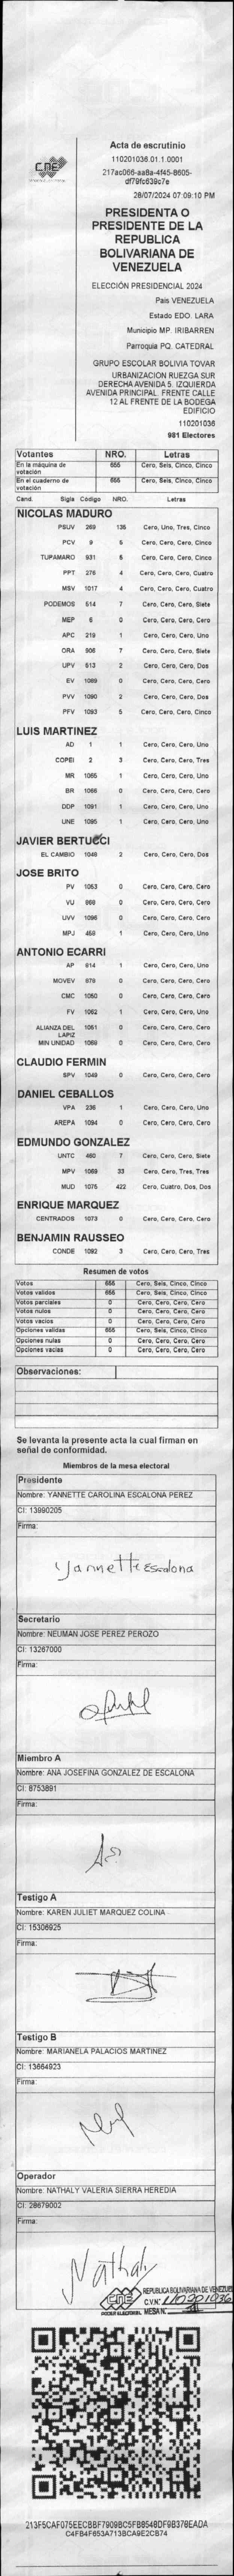 CNE
Acta de escrutinio
110201036.01.1.0001
217ac066-aa8a-4f45-8605-
df79fc639c7e
28/07/2024 07:09:10 PM
PRESIDENTA O
PRESIDENTE DE LA
REPUBLICA
BOLIVARIANA DE
VENEZUELA
ELECCIÓN PRESIDENCIAL 2024
Pais VENEZUELA
Estado EDO. LARA
Municipio MP. IRIBARREN
Parroquia PQ. CATEDRAL
GRUPO ESCOLAR BOLIVIA TOVAR
URBANIZACION RUEZGA SUR
DERECHA AVENIDA 5. IZQUIERDA
AVENIDA PRINCIPAL. FRENTE CALLE
12 AL FRENTE DE LA BODEGA
EDIFICIO
110201036
981 Electores
Votantes NRO. Letras
En la máquina de votación 665 Cero, Seis, Cinco, Cinco
En el cuaderno de votación 655 Cero, Seis, Cinco, Cinco
Cand. Sigla Código NRO. Letras
NICOLAS MADURO
PSUV 269 135 Cero, Uno, Tres, Cinco
PCV 9 5 Cero, Cero, Cero, Cinco
TUPAMARO 931 5 Cero, Cero, Cero, Cinco
PPT 276 4 Cero, Cero, Cero, Cuatro
MSV 1017 4 Cero, Cero, Cero, Cuatro
PODEMOS 614 7 Cero, Cero, Cero, Siete
MEP 6 0 Cero, Cero, Cero, Cero
APC 219 1 Cero, Cero, Cero, Uno
ORA 906 7 Cero, Cero, Cero, Siete
UPV 613 2 Cero, Cero, Cero, Dos
EV 1089 0 Cero, Cero, Cero, Cero
PVV 1090 2 Cero, Cero, Cero, Dos
PFV 1093 5 Cero, Cero, Cero, Cinco
LUIS MARTINEZ
AD 1 1 Cero, Cero, Cero, Uno
COPEI 2 3 Cero, Cero, Cero, Tres
MR 1065 1 Cero, Cero, Cero, Uno
BR 1066 0 Cero, Cero, Cero, Cero
DDP 1091 1 Cero, Cero, Cero, Uno
UNE 1095 1 Cero, Cero, Cero, Uno
JAVIER BERTUCCI
EL CAMBIO 1048 2 Cero, Cero, Cero, Dos
JOSE BRITO
PV 1053 0 Cero, Cero, Cero, Cero
VU 868 0 Cero, Cero, Cero, Cero
UVV 1096 0 Cero, Cero, Cero, Cero
MPJ 459 1 Cero, Cero, Cero, Uno
ANTONIO ECARRI
AP 914 1 Cero, Cero, Cero, Uno
MOVEV 879 0 Cero, Cero, Cero, Cero
CMC 1050 0 Cero, Cero, Cero, Cero
FV 1062 1 Cero, Cero, Cero, Uno
ALIANZA DEL LAPIZ 1051 0 Cero, Cero, Cero, Cero
MIN UNIDAD 1069 0 Cero, Cero, Cero, Cero
CLAUDIO FERMIN
SPV 1049 0 Cero, Cero, Cero, Cero
DANIEL CEBALLOS
VPA 236 1 Cero, Cero, Cero, Uno
AREPA 1094 0 Cero, Cero, Cero, Cero
EDMUNDO GONZALEZ
UNTC 460 7 Cero, Cero, Cero, Siete
MPV 1069 33 Cero, Cero, Tres, Tres
MUD 1075 422 Cero, Cuatro, Dos, Dos
ENRIQUE MARQUEZ
CENTRADOS 1073 0 Cero, Cero, Cero, Cero
BENJAMIN RAUSSEO
CONDE 1092 3 Cero, Cero, Cero, Tres
Resumen de votos
Votos 655 Cero, Seis, Cinco, Cinco
Votos validos 655 Cero, Seis, Cinco, Cinco
Votos parciales 0 Cero, Cero, Cero, Cero
Votos nulos 0 Cero, Cero, Cero, Cero
Votos vacios 0 Cero, Cero, Cero, Cero
Opciones validas 655 Cero, Seis, Cinco, Cinco
Opciones nulas 0 Cero, Cero, Cero, Cero
Opciones vacias 0 Cero, Cero, Cero, Cero
Observaciones:
Se levanta la presente acta la cual firman en
señal de conformidad.
Miembros de la mesa electoral
Presidente
Nombre: YANNETTE CAROLINA ESCALONA PEREZ
CI: 13990205
Firma:
Yannette Escalona
Secretario
Nombre: NEUMAN JOSE PEREZ PEROZO
CI: 13267000
Firma:
Miembro A
Nombre: ANA JOSEFINA GONZALEZ DE ESCALONA
CI: 8753891
Firma:
Testigo A
Nombre: KAREN JULIET MARQUEZ COLINA
CI: 15306925
Firma:
Testigo B
Nombre: MARIANELA PALACIOS MARTINEZ
CI: 13664923
Firma:
Operador
Nombre: NATHALY VALERIA SIERRA HEREDIA
CI: 28679002
Firma:
Nathaly
CNE REPUBLICA BOLIVARIANA DE VENEZUELA
C.V.Nº 110201036
PODER ELECTORAL MESA Nº 1
213F5CAF075EECBBF7909BC5FB8548DF9B378EADA
C4FB4F653A713BCA9E2CB74